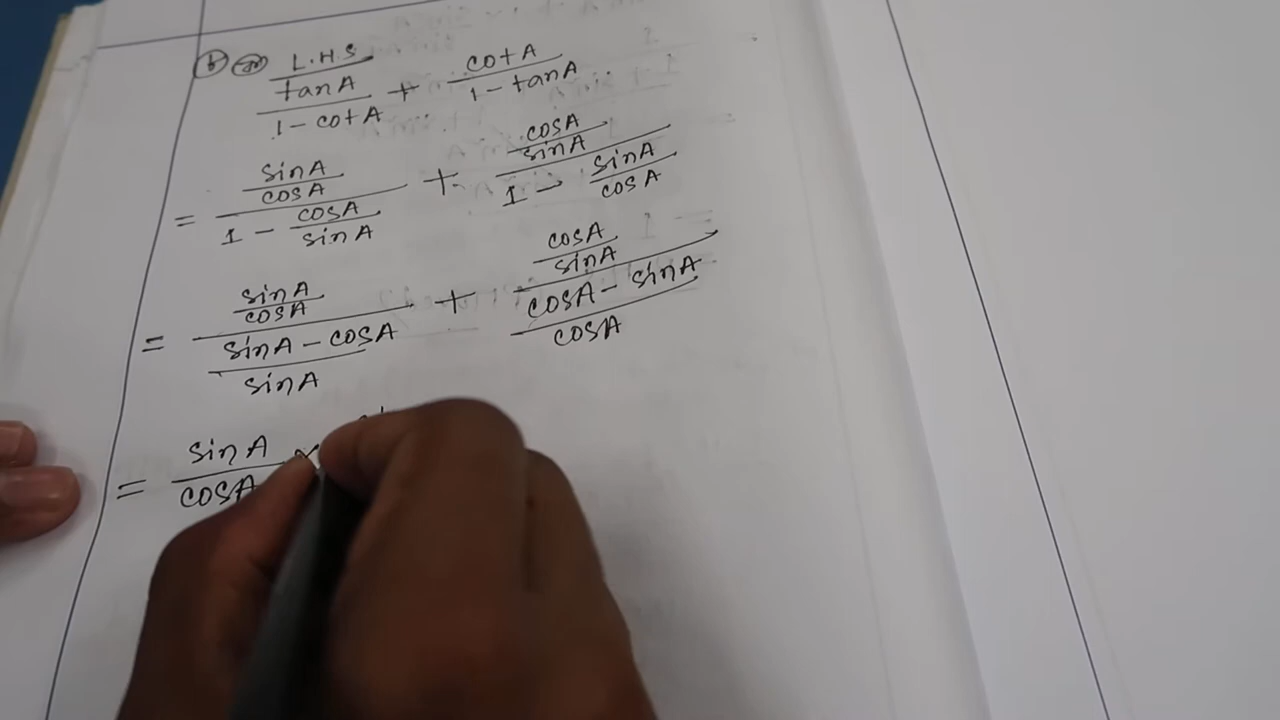 (b) L.H.S
tanA/(1 - cotA) + cotA/(1 - tanA)
= (sinA/cosA)/(1 - cosA/sinA) + (cosA/sinA)/(1 - sinA/cosA)
= (sinA/cosA)/((sinA - cosA)/sinA) + (cosA/sinA)/((cosA - sinA)/cosA)
= sinA/cosA ×